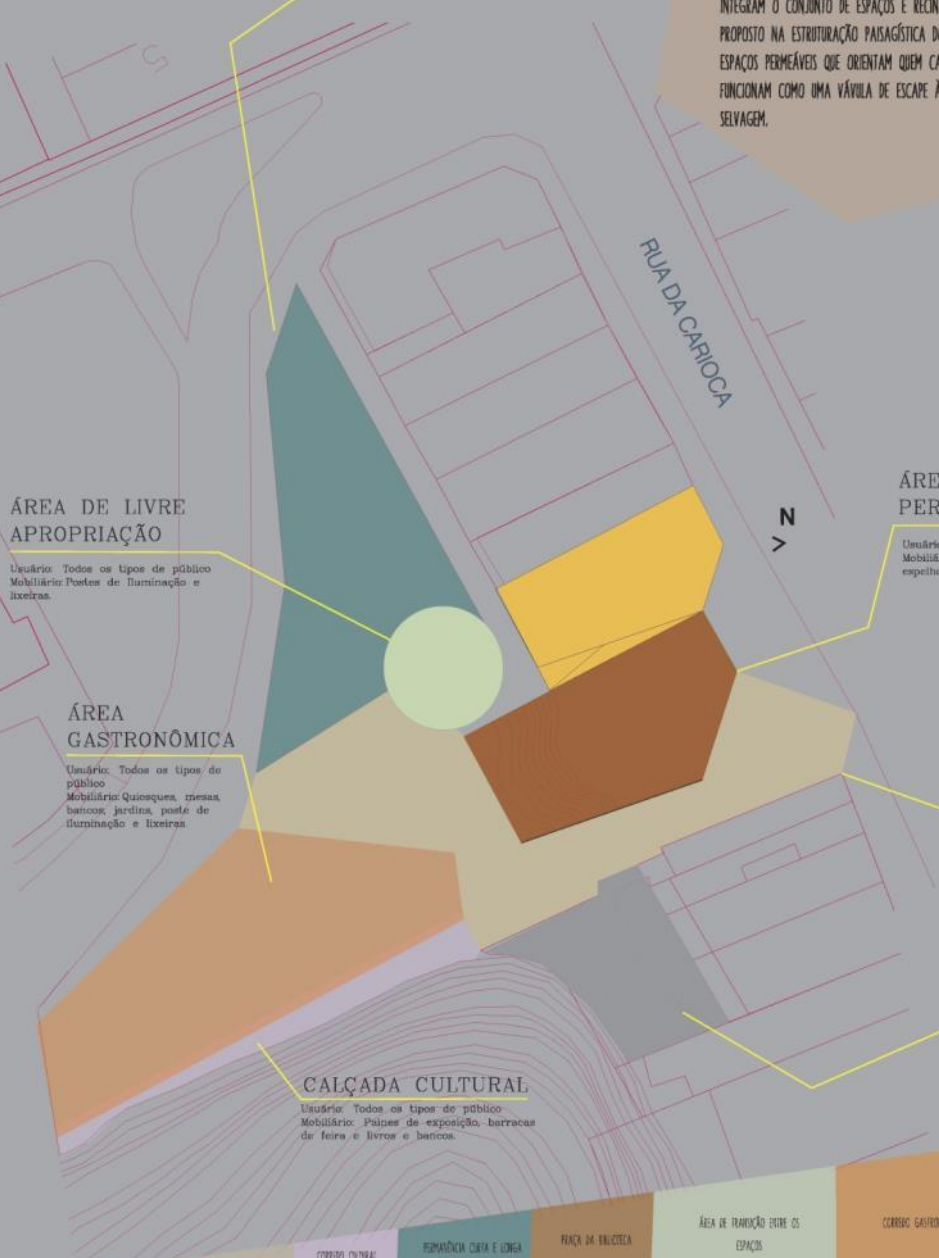 INTEGRAM O CONJUNTO DE ESPAÇOS E RECIN
PROPOSTO NA ESTRUTURAÇÃO PAISAGÍSTICA D
ESPAÇOS PERMEÁVEIS QUE ORIENTAM QUEM CA
FUNCIONAM COMO UMA VÁVULA DE ESCAPE À
SELVAGEM.
S
RUA DA CARIOCA
N
ÁREA DE LIVRE
APROPRIAÇÃO
Usuário: Todos os tipos de público
Mobiliário: Postes de Iluminação e
lixeiras.
ÁRE
PER
Usuário
Mobiliá
espelho
ÁREA
GASTRONÔMICA
Usuário: Todos os tipos de
público
Mobiliário: Quiosques, mesas,
bancos, jardins, poste de
iluminação e lixeiras
CALÇADA CULTURAL
Usuário: Todos os tipos de público
Mobiliário: Paines de exposição, barracas
de feira e livros e bancos.
CORREDO CULTURAL
PERMANÊNCIA CURTA E LONGA
PRAÇA DA BIBLIOTECA
ÁREA DE TRANSIÇÃO ENTRE OS
ESPAÇOS
CORREDO GASTRON